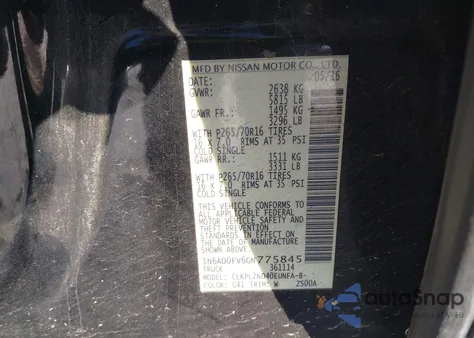 MFD BY NISSAN MOTOR CO., LTD.
DATE: 05/16
GVWR: 2638 KG
5815 LB
GAWR FR.: 1495 KG
3296 LB
WITH P265/70R16 TIRES
16 X 7.0 RIMS AT 35 PSI
COLD SINGLE
GAWR RR.: 1511 KG
3331 LB
WITH P265/70R16 TIRES
16 X 7.0 RIMS AT 35 PSI
COLD SINGLE
THIS VEHICLE CONFORMS
TO ALL APPLICABLE FEDERAL
MOTOR VEHICLE SAFETY AND
THEFT PREVENTION
STANDARDS IN EFFECT ON
THE DATE OF MANUFACTURE
SHOWN ABOVE.
775845
TRUCK 361114
COLOR: G41 TRIM: W
autoSnap